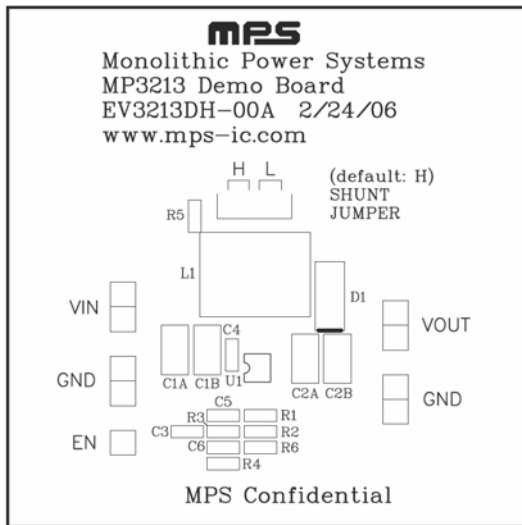 mps
Monolithic Power Systems
MP3213 Demo Board
EV3213DH-00A 2/24/06
www.mps-ic.com
H L
(default: H)
SHUNT
JUMPER
R5
L1
D1
VIN
VOUT
C4
GND
C1A C1B U1
C2A C2B
GND
C5
R3 R1
EN
C3 R2
C6 R6
R4
MPS Confidential